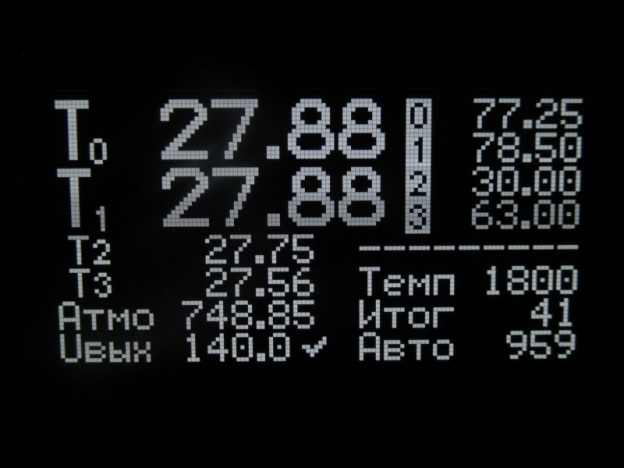 T0 27.88 0 77.25
1 78.50
T1 27.88 2 30.00
3 63.00
T2 27.75 ---------
T3 27.56 Темп 1800
Атмо 748.85 Итог 41
Uвых 140.0 ✓ Авто 959